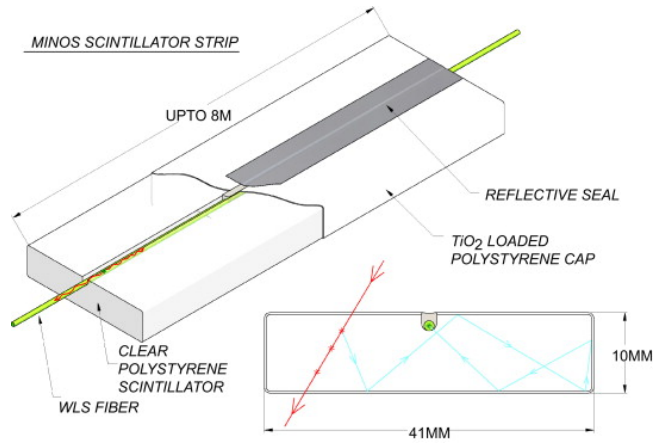 MINOS SCINTILLATOR STRIP
UPTO 8M
REFLECTIVE SEAL
TiO2 LOADED
POLYSTYRENE CAP
CLEAR
POLYSTYRENE
SCINTILLATOR
WLS FIBER
10MM
41MM